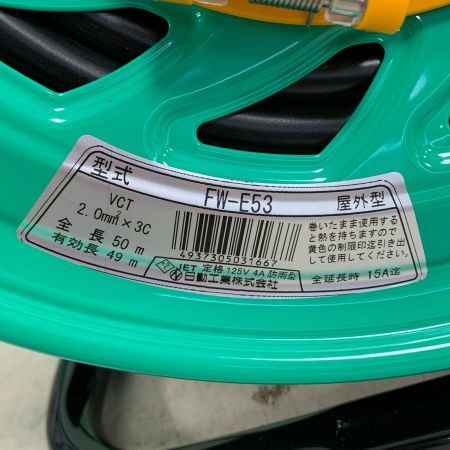 型式 FW-E53 屋外型
VCT
2.0mm²×3C
全長 50 m
有効長 49 m
4937305031667
巻いたまま使用する
と熱を持ちますので
黄色の制限印迄引き出
して使用してください。
JET 定格 125V 4A 防雨型
日動工業株式会社
全延長時 15A迄